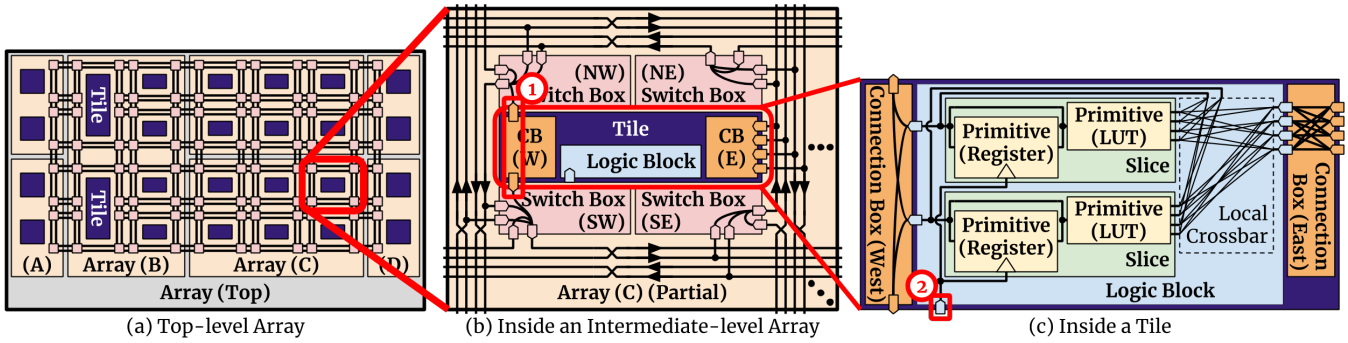 Tile
Tile
(A)
Array (B)
Array (C)
(D)
Array (Top)
(a) Top-level Array
(NW)
itch Box
(NE)
Switch Box
1
Tile
CB
(W)
Logic Block
CB
(E)
Switch Box
(SW)
Switch Box
(SE)
Array (C) (Partial)
(b) Inside an Intermediate-level Array
Connection Box (West)
Primitive
(Register)
Primitive
(LUT)
Slice
Primitive
(Register)
Primitive
(LUT)
Slice
Local
Crossbar
Connection
Box (East)
2
Logic Block
(c) Inside a Tile